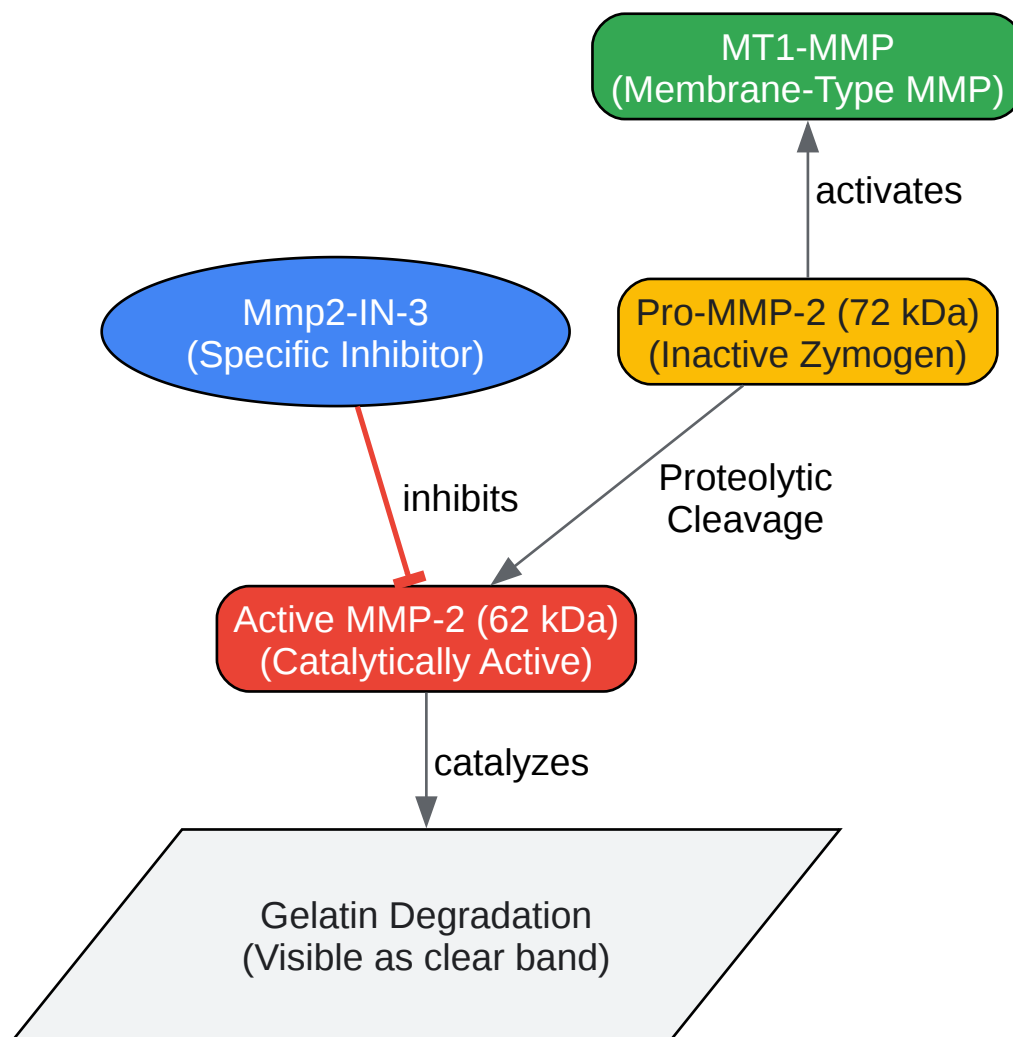 MT1-MMP
(Membrane-Type MMP)
activates
Mmp2-IN-3
(Specific Inhibitor)
Pro-MMP-2 (72 kDa)
(Inactive Zymogen)
inhibits
Proteolytic
Cleavage
Active MMP-2 (62 kDa)
(Catalytically Active)
catalyzes
Gelatin Degradation
(Visible as clear band)